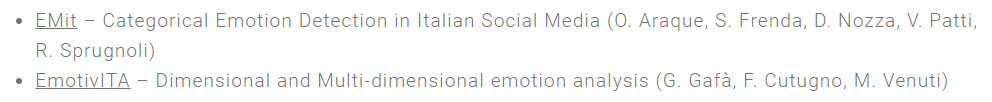 • EMit – Categorical Emotion Detection in Italian Social Media (O. Araque, S. Frenda, D. Nozza, V. Patti,
R. Sprugnoli)
• EmotivITA – Dimensional and Multi-dimensional emotion analysis (G. Gafà, F. Cutugno, M. Venuti)